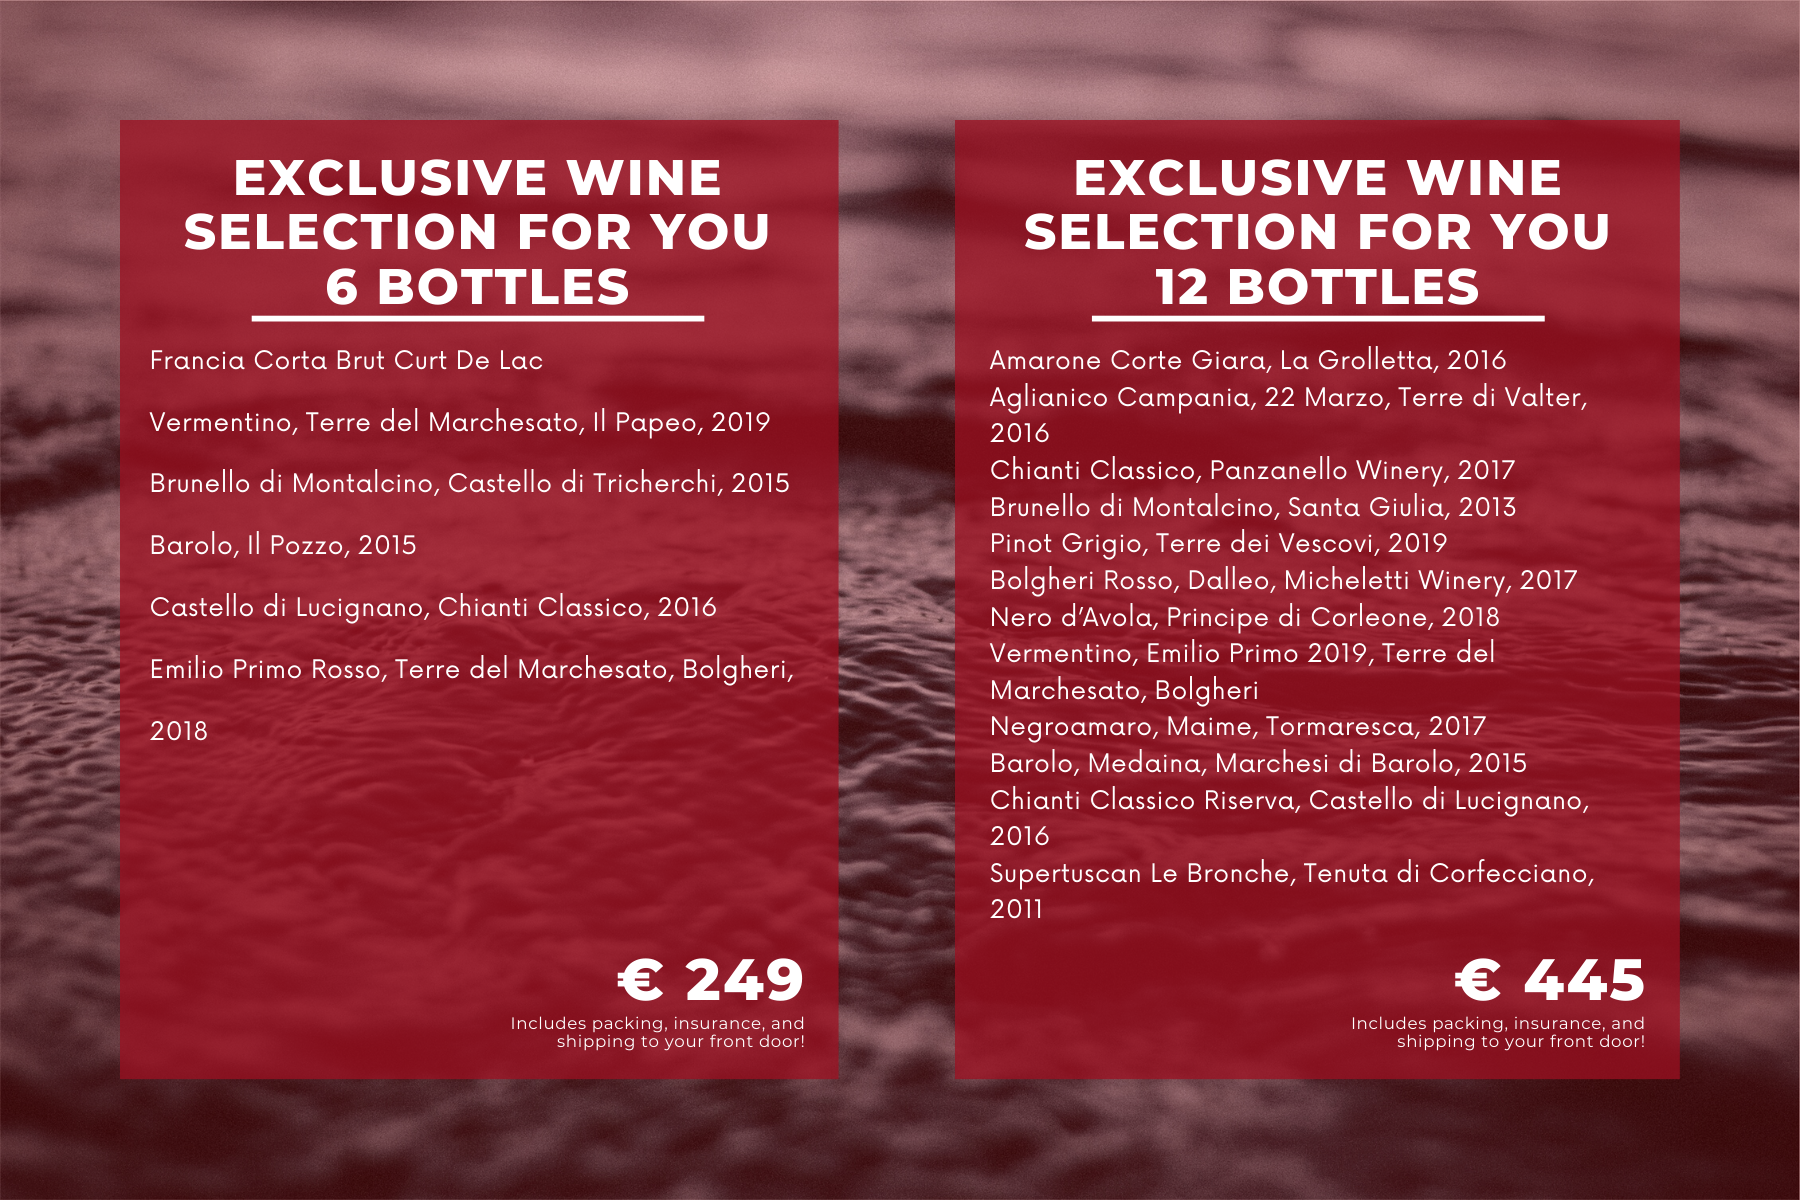 EXCLUSIVE WINE
SELECTION FOR YOU
6 BOTTLES
Francia Corta Brut Curt De Lac
Vermentino, Terre del Marchesato, Il Papeo, 2019
Brunello di Montalcino, Castello di Tricherchi, 2015
Barolo, Il Pozzo, 2015
Castello di Lucignano, Chianti Classico, 2016
Emilio Primo Rosso, Terre del Marchesato, Bolgheri,
2018
€ 249
Includes packing, insurance, and
shipping to your front door!
EXCLUSIVE WINE
SELECTION FOR YOU
12 BOTTLES
Amarone Corte Giara, La Grolletta, 2016
Aglianico Campania, 22 Marzo, Terre di Valter,
2016
Chianti Classico, Panzanello Winery, 2017
Brunello di Montalcino, Santa Giulia, 2013
Pinot Grigio, Terre dei Vescovi, 2019
Bolgheri Rosso, Dalleo, Micheletti Winery, 2017
Nero d’Avola, Principe di Corleone, 2018
Vermentino, Emilio Primo 2019, Terre del
Marchesato, Bolgheri
Negroamaro, Maime, Tormaresca, 2017
Barolo, Medaina, Marchesi di Barolo, 2015
Chianti Classico Riserva, Castello di Lucignano,
2016
Supertuscan Le Bronche, Tenuta di Corfecciano,
2011
€ 445
Includes packing, insurance, and
shipping to your front door!